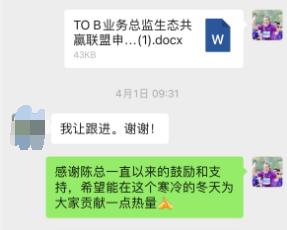 TO B业务总监生态共
赢联盟申...(1).docx
W
43KB
4月1日 09:31
我让跟进。谢谢！
感谢陈总一直以来的鼓励和支
持，希望能在这个寒冷的冬天为
大家贡献一点热量🙏